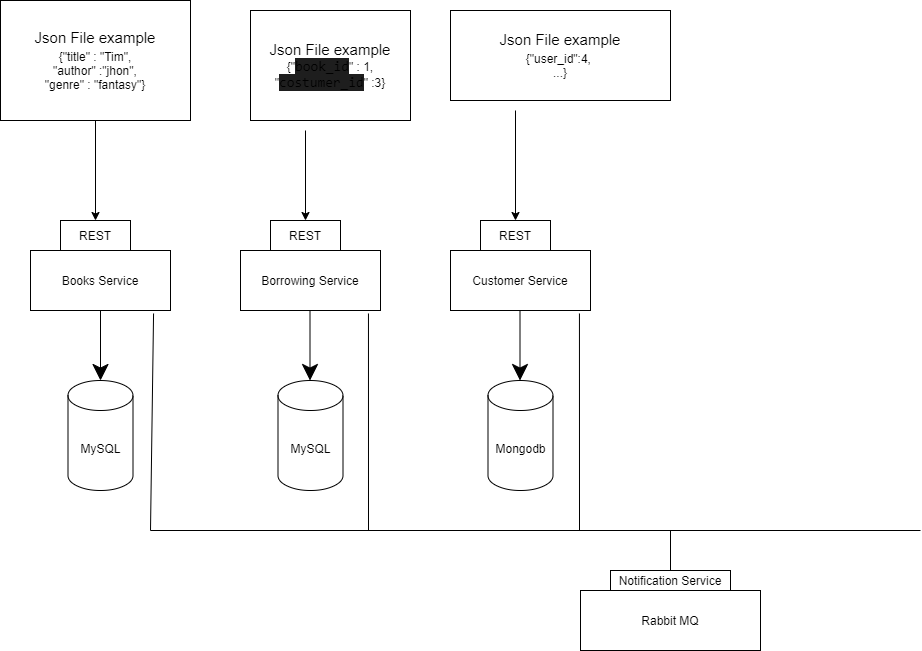 Json File example
{"title" : "Tim",
"author" :"jhon",
"genre" : "fantasy"}
Json File example
{"book_id" : 1,
"costumer_id" :3}
Json File example
{"user_id":4,
...}
REST
REST
REST
Books Service
Borrowing Service
Customer Service
MySQL
MySQL
Mongodb
Notification Service
Rabbit MQ